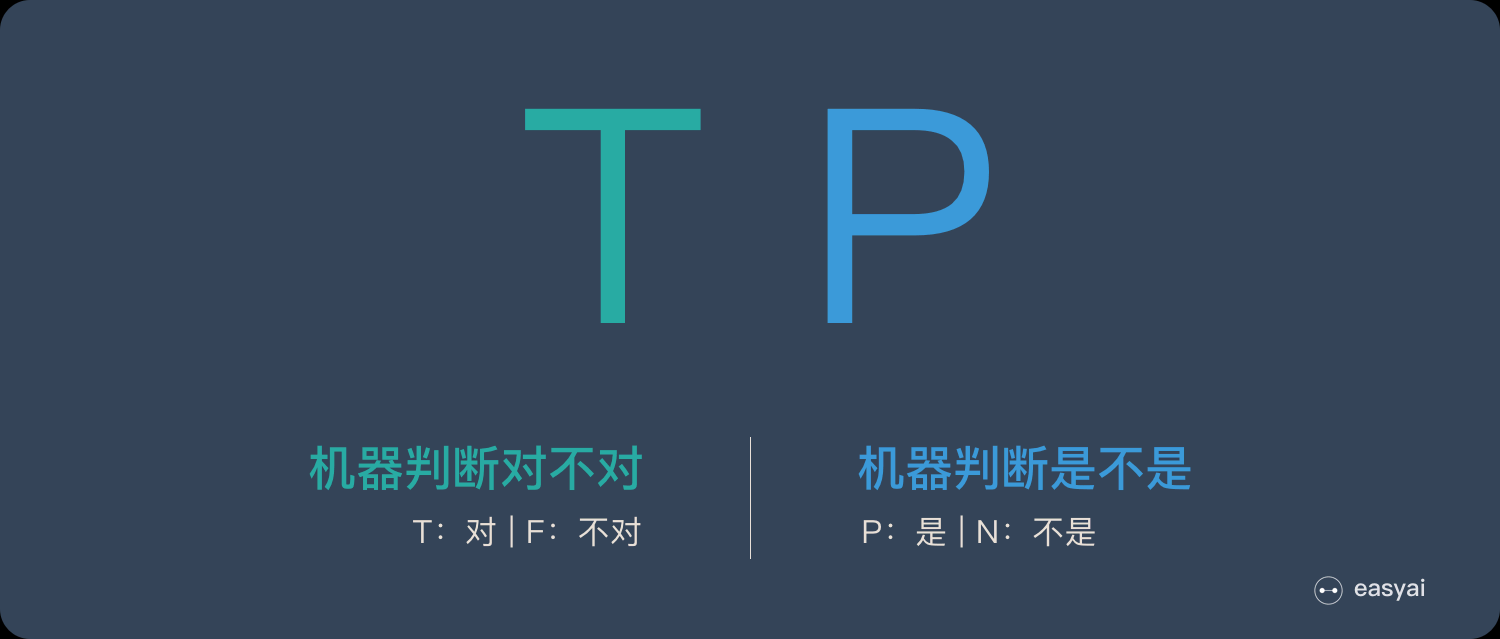 T P
机器判断对不对
T：对 | F：不对
机器判断是不是
P：是 | N：不是
easyai